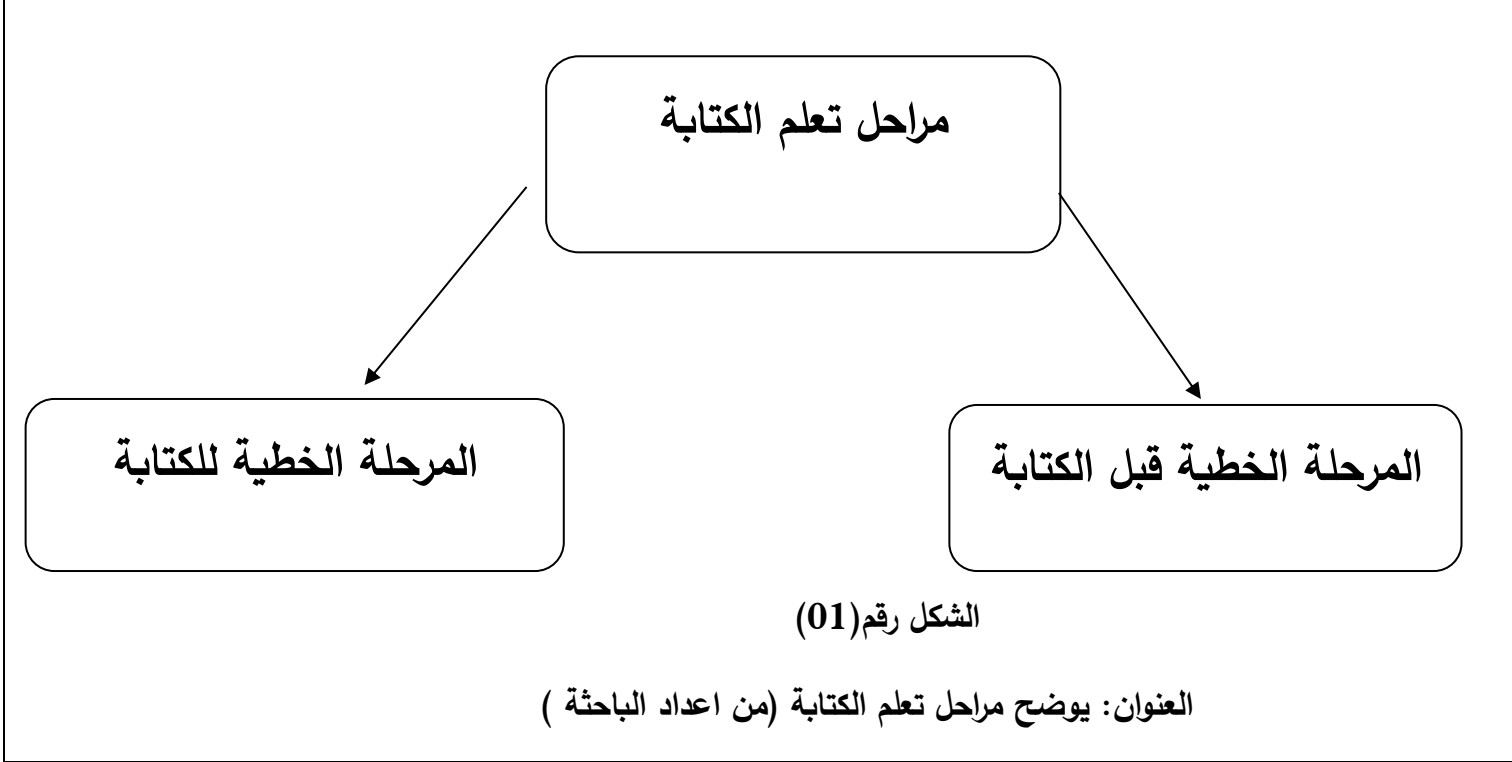 مراحل تعلم الكتابة
المرحلة الخطية قبل الكتابة
المرحلة الخطية للكتابة
الشكل رقم(01)
العنوان: يوضح مراحل تعلم الكتابة (من اعداد الباحثة )